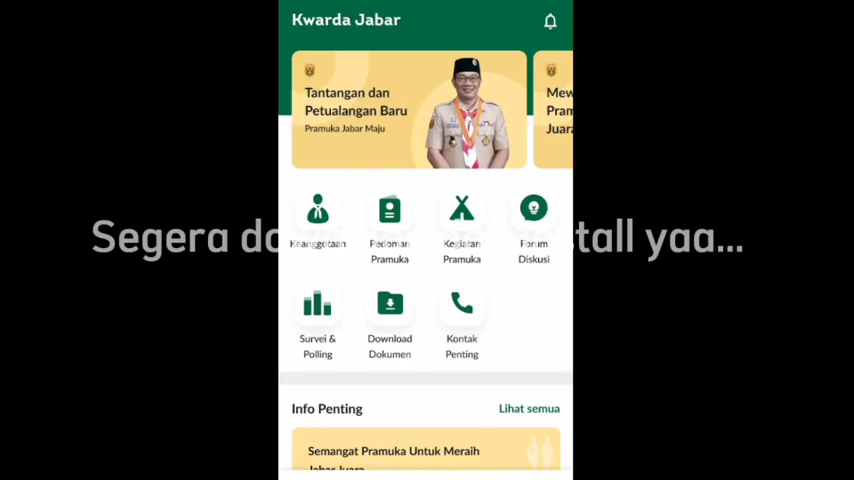 Kwarda Jabar
Tantangan dan
Petualangan Baru
Pramuka Jabar Maju
Mew
Pram
Juara
Segera do
stall yaa...
Keanggotaan
Pedoman
Pramuka
Kegiatan
Pramuka
Forum
Diskusi
Survei &
Polling
Download
Dokumen
Kontak
Penting
Info Penting
Lihat semua
Semangat Pramuka Untuk Meraih
Jabar Juara